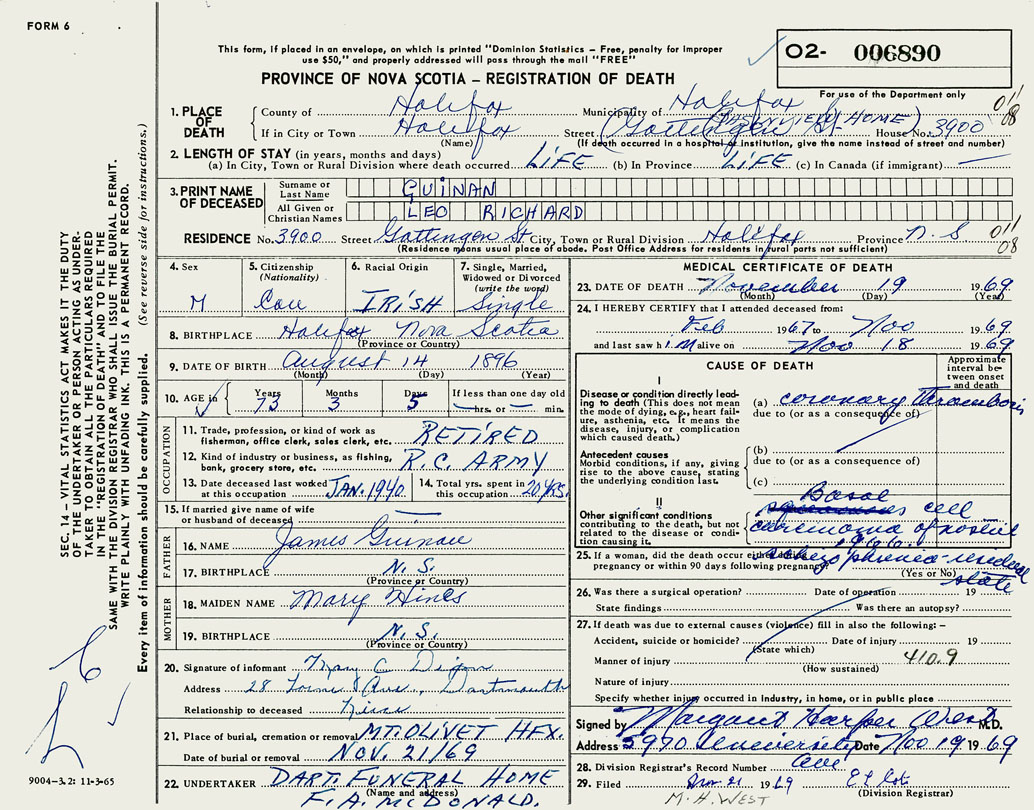 FORM 6
This form, if placed in an envelope, on which is printed "Dominion Statistics – Free, penalty for improper
use $50," and properly addressed will pass through the mail "FREE"
PROVINCE OF NOVA SCOTIA – REGISTRATION OF DEATH
O2- 006890
For use of the Department only
1. PLACE OF DEATH
County of Halifax Municipality of Halifax
If in City or Town Halifax Street (Gottingen St House No. 3900
(Name) (If death occurred in a hospital or institution, give the name instead of street and number)
011
08
2. LENGTH OF STAY (in years, months and days)
(a) In City, Town or Rural Division where death occurred LIFE (b) In Province LIFE (c) In Canada (if immigrant) —
3. PRINT NAME OF DECEASED
Surname or Last Name GUINAN
All Given or Christian Names LEO RICHARD
RESIDENCE No. 3900 Street Gottingen St City, Town or Rural Division Halifax Province N. S
(Residence means usual place of abode. Post Office Address for residents in rural parts not sufficient)
011
08
4. Sex M
5. Citizenship (Nationality) Can
6. Racial Origin IRISH
7. Single, Married, Widowed or Divorced (write the word) Single
8. BIRTHPLACE Halifax Nova Scotia
(Province or Country)
9. DATE OF BIRTH August 14 1896
(Month) (Day) (Year)
10. AGE in Years 73 Months 3 Days 5 If less than one day old — hrs. or — min.
OCCUPATION
11. Trade, profession, or kind of work as fisherman, office clerk, sales clerk, etc. RETIRED
12. Kind of industry or business, as fishing, bank, grocery store, etc. R.C. ARMY
13. Date deceased last worked at this occupation JAN. 1940
14. Total yrs. spent in this occupation 20 YRS.
15. If married give name of wife or husband of deceased —
FATHER
16. NAME James Guinan
17. BIRTHPLACE N. S.
(Province or Country)
MOTHER
18. MAIDEN NAME Mary Hines
19. BIRTHPLACE N. S.
(Province or Country)
20. Signature of informant Mary C
Address 28 Ave., Dartmouth
Relationship to deceased Niece
21. Place of burial, cremation or removal MT. OLIVET HFX.
Date of burial or removal NOV. 21/69
22. UNDERTAKER DART. FUNERAL HOME
(Name and address)
F. A. McDONALD.
MEDICAL CERTIFICATE OF DEATH
23. DATE OF DEATH November 19 1969
(Month) (Day) (Year)
24. I HEREBY CERTIFY that I attended deceased from:
Feb 1967 to Nov 1969
and last saw him alive on Nov 18 1969
CAUSE OF DEATH
Approximate interval between onset and death
I
Disease or condition directly leading to death (This does not mean the mode of dying, e.g., heart failure, asthenia, etc. It means the disease, injury, or complication which caused death.)
(a) coronary thrombosis
due to (or as a consequence of)
Antecedent causes
Morbid conditions, if any, giving rise to the above cause, stating the underlying condition last.
(b)
due to (or as a consequence of)
(c)
II
Other significant conditions contributing to the death, but not related to the disease or condition causing it.
Basal cell
carcinoma of nostril
1966.
25. If a woman, did the death occur either during pregnancy or within 90 days following pregnancy?
(Yes or No)
state
26. Was there a surgical operation? Date of operation 19
State findings Was there an autopsy?
27. If death was due to external causes (violence) fill in also the following: –
Accident, suicide or homicide? Date of injury 19
(State which)
Manner of injury 410.9
(How sustained)
Nature of injury
Specify whether injury occurred in industry, in home, or in public place
Signed by Margaret Harper West M.D.
Address 5970 University Date Nov 19 1969
Ave
28. Division Registrar's Record Number
29. Filed Nov 21 1969
(Division Registrar)
M. H. WEST
SEC. 14 – VITAL STATISTICS ACT MAKES IT THE DUTY
OF THE UNDERTAKER OR PERSON ACTING AS UNDER-
TAKER TO OBTAIN ALL THE PARTICULARS REQUIRED
IN THE "REGISTRATION OF DEATH" AND TO FILE THE
SAME WITH THE DIVISION REGISTRAR WHO SHALL ISSUE THE BURIAL PERMIT.
WRITE PLAINLY WITH UNFADING INK. THIS IS A PERMANENT RECORD.
Every item of information should be carefully supplied. (See reverse side for instructions.)
9004-3.2: 11-3-65